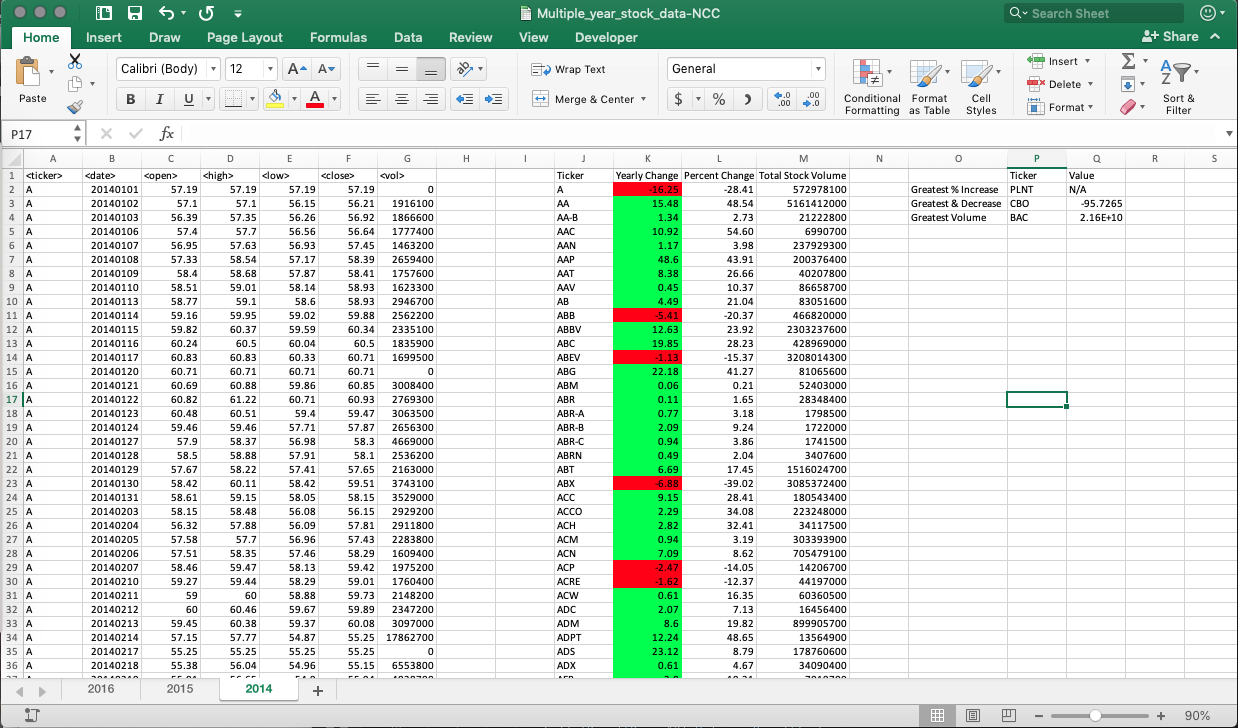 Multiple_year_stock_data-NCC
Search Sheet
Home Insert Draw Page Layout Formulas Data Review View Developer Share
Calibri (Body) 12 Wrap Text General Insert
Paste B I U Merge & Center $ % Conditional Formatting Format as Table Cell Styles Delete Format Sort & Filter
P17 fx
A B C D E F G H I J K L M N O P Q R S
1 <ticker> <date> <open> <high> <low> <close> <vol> Ticker Yearly Change Percent Change Total Stock Volume Ticker Value
2 A 20140101 57.19 57.19 57.19 57.19 0 A -16.25 -28.41 572978100 Greatest % Increase PLNT N/A
3 A 20140102 57.1 57.1 56.15 56.21 1916100 AA 15.48 48.54 5161412000 Greatest & Decrease CBO -95.7265
4 A 20140103 56.39 57.35 56.26 56.92 1866600 AA-B 1.34 2.73 21222800 Greatest Volume BAC 2.16E+10
5 A 20140106 57.4 57.7 56.56 56.64 1777400 AAC 10.92 54.60 6990700
6 A 20140107 56.95 57.63 56.93 57.45 1463200 AAN 1.17 3.98 237929300
7 A 20140108 57.33 58.54 57.17 58.39 2659400 AAP 48.6 43.91 200376400
8 A 20140109 58.4 58.68 57.87 58.41 1757600 AAT 8.38 26.66 40207800
9 A 20140110 58.51 59.01 58.14 58.93 1623300 AAV 0.45 10.37 86658700
10 A 20140113 58.77 59.1 58.6 58.93 2946700 AB 4.49 21.04 83051600
11 A 20140114 59.16 59.95 59.02 59.88 2562200 ABB -5.41 -20.37 466820000
12 A 20140115 59.82 60.37 59.59 60.34 2335100 ABBV 12.63 23.92 2303237600
13 A 20140116 60.24 60.5 60.04 60.5 1835900 ABC 19.85 28.23 428969000
14 A 20140117 60.83 60.83 60.33 60.71 1699500 ABEV -1.13 -15.37 3208014300
15 A 20140120 60.71 60.71 60.71 60.71 0 ABG 22.18 41.27 81065600
16 A 20140121 60.69 60.88 59.86 60.85 3008400 ABM 0.06 0.21 52403000
17 A 20140122 60.82 61.22 60.71 60.93 2769300 ABR 0.11 1.65 28348400
18 A 20140123 60.48 60.51 59.4 59.47 3063500 ABR-A 0.77 3.18 1798500
19 A 20140124 59.46 59.46 57.71 57.87 2656300 ABR-B 2.09 9.24 1722000
20 A 20140127 57.9 58.37 56.98 58.3 4669000 ABR-C 0.94 3.86 1741500
21 A 20140128 58.5 58.88 57.91 58.1 2536200 ABRN 0.49 2.04 3407600
22 A 20140129 57.67 58.22 57.41 57.65 2163000 ABT 6.69 17.45 1516024700
23 A 20140130 58.42 60.11 58.42 59.51 3743100 ABX -6.88 -39.02 3085372400
24 A 20140131 58.61 59.15 58.05 58.15 3529000 ACC 9.15 28.41 180543400
25 A 20140203 58.15 58.48 56.08 56.15 2929200 ACCO 2.29 34.08 223248000
26 A 20140204 56.32 57.88 56.09 57.81 2911800 ACH 2.82 32.41 34117500
27 A 20140205 57.58 57.7 56.96 57.43 2283800 ACM 0.94 3.19 303393900
28 A 20140206 57.51 58.35 57.46 58.29 1609400 ACN 7.09 8.62 705479100
29 A 20140207 58.46 59.47 58.13 59.42 1975200 ACP -2.47 -14.05 14206700
30 A 20140210 59.27 59.44 58.29 59.01 1760400 ACRE -1.62 -12.37 44197000
31 A 20140211 59 60 58.88 59.73 2148200 ACW 0.61 16.35 60360500
32 A 20140212 60 60.46 59.67 59.89 2347200 ADC 2.07 7.13 16456400
33 A 20140213 59.45 60.38 59.37 60.08 3097000 ADM 8.6 19.82 899905700
34 A 20140214 57.15 57.77 54.87 55.25 17862700 ADPT 12.24 48.65 13564900
35 A 20140217 55.25 55.25 55.25 55.25 0 ADS 23.12 8.79 178760600
36 A 20140218 55.38 56.04 54.96 55.15 6553800 ADX 0.61 4.67 34090400
2016 2015 2014
90%